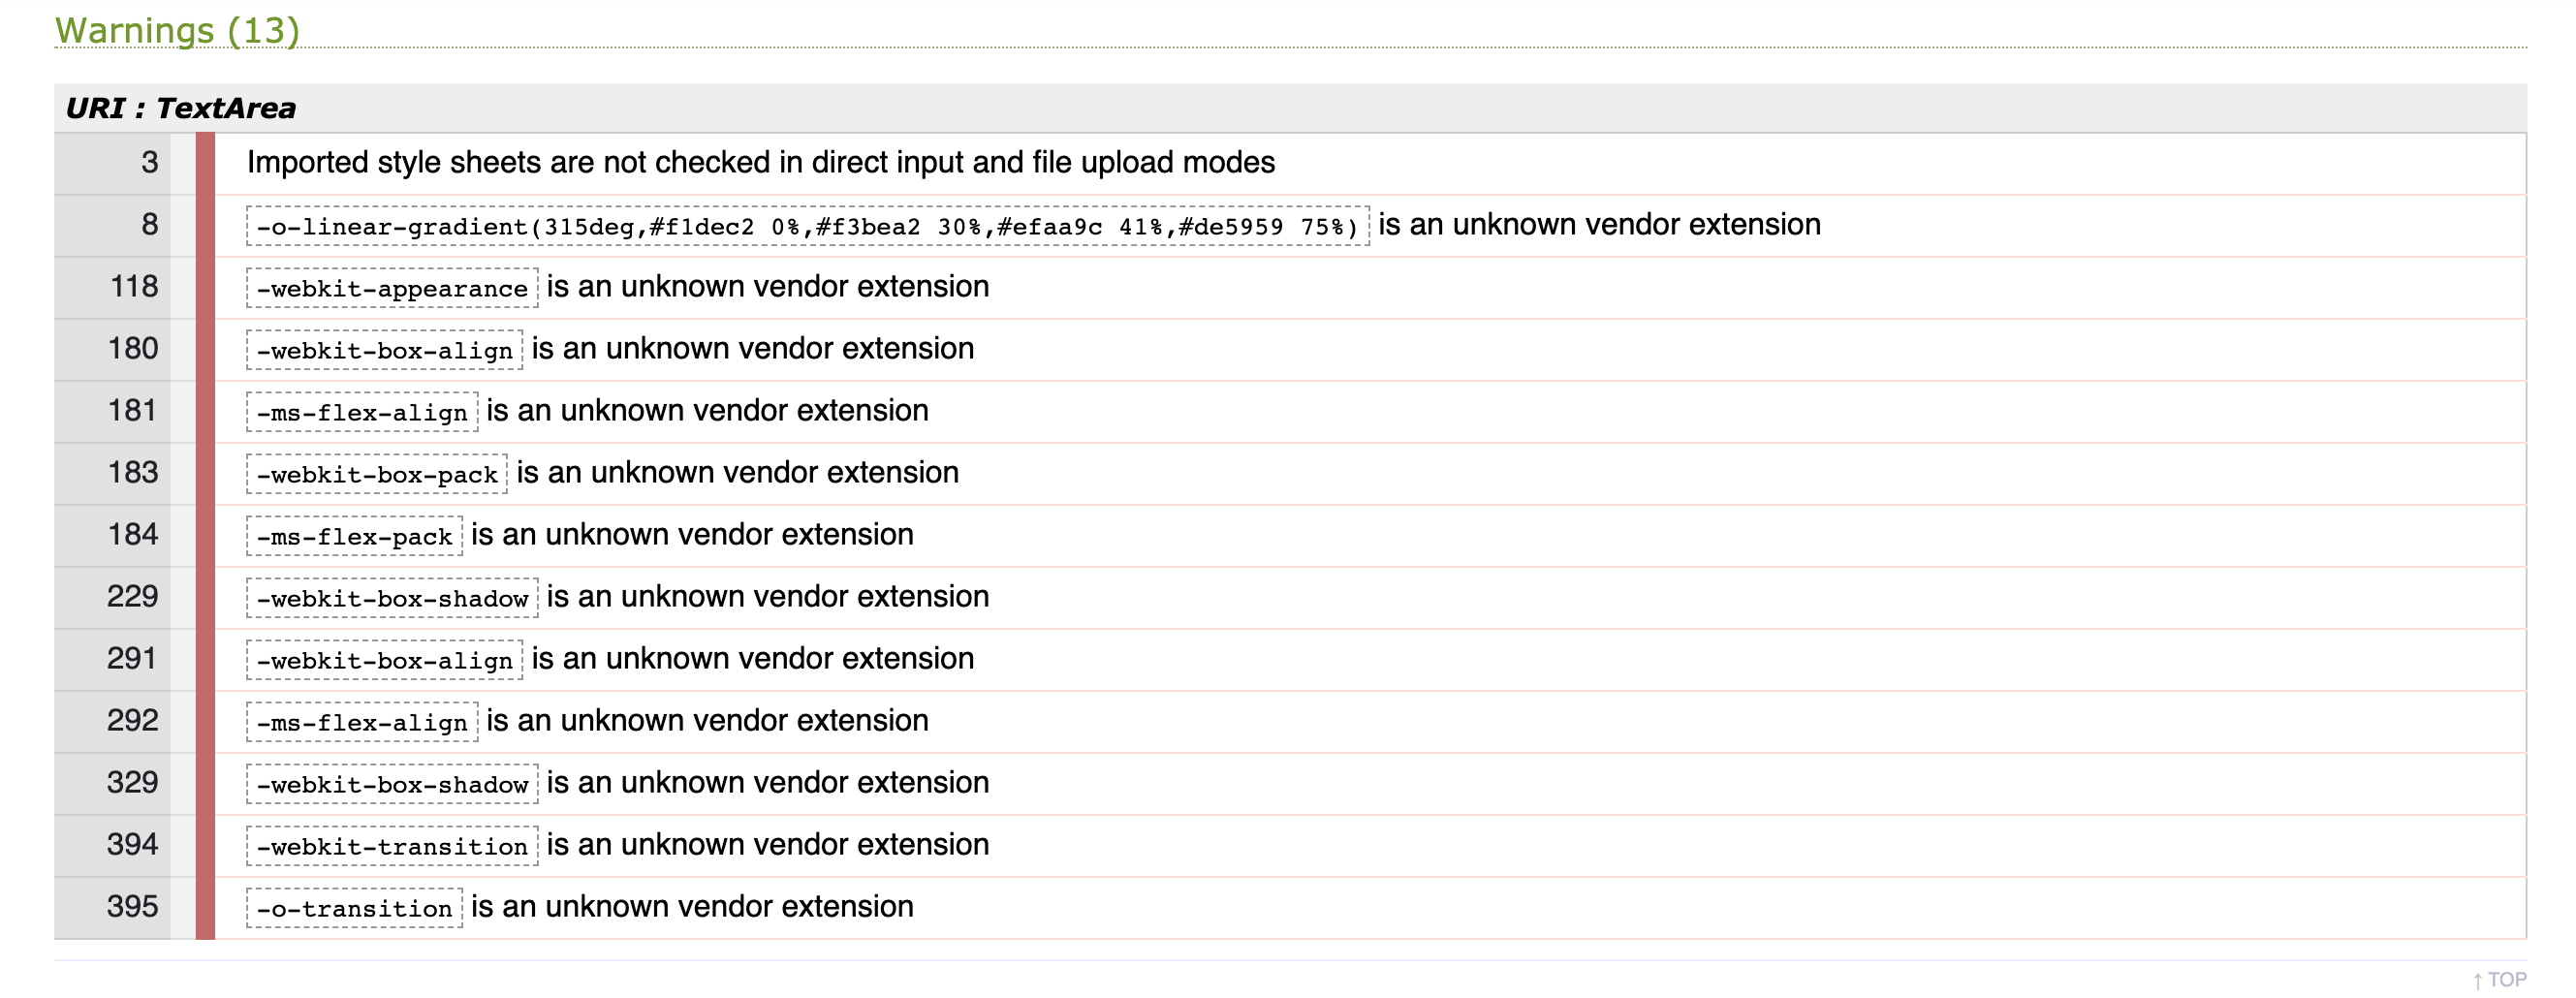 Warnings (13)
URI : TextArea
3 Imported style sheets are not checked in direct input and file upload modes
8 -o-linear-gradient(315deg,#f1dec2 0%,#f3bea2 30%,#efaa9c 41%,#de5959 75%) is an unknown vendor extension
118 -webkit-appearance is an unknown vendor extension
180 -webkit-box-align is an unknown vendor extension
181 -ms-flex-align is an unknown vendor extension
183 -webkit-box-pack is an unknown vendor extension
184 -ms-flex-pack is an unknown vendor extension
229 -webkit-box-shadow is an unknown vendor extension
291 -webkit-box-align is an unknown vendor extension
292 -ms-flex-align is an unknown vendor extension
329 -webkit-box-shadow is an unknown vendor extension
394 -webkit-transition is an unknown vendor extension
395 -o-transition is an unknown vendor extension
↑ TOP